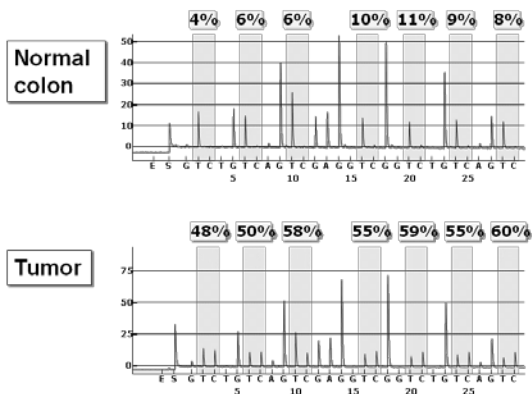 4% 6% 6% 10% 11% 9% 8%
Normal
colon
50
40
30
20
10
0
E S G T C T G T C A G T C G A G G T C G G T C T G T C A G T C
5 10 15 20 25
48% 50% 58% 55% 59% 55% 60%
Tumor
75
50
25
0
E S G T C T G T C A G T C G A G G T C G G T C T G T C A G T C
5 10 15 20 25